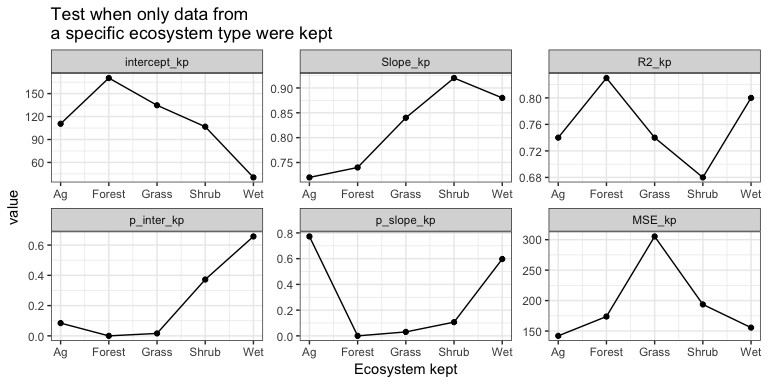 Test when only data from
a specific ecosystem type were kept
intercept_kp
Slope_kp
R2_kp
150
120
90
60
0.90
0.85
0.80
0.75
0.80
0.76
0.72
0.68
Ag Forest Grass Shrub Wet
Ag Forest Grass Shrub Wet
Ag Forest Grass Shrub Wet
value
p_inter_kp
p_slope_kp
MSE_kp
0.6
0.4
0.2
0.0
0.8
0.6
0.4
0.2
0.0
300
250
200
150
Ag Forest Grass Shrub Wet
Ag Forest Grass Shrub Wet
Ag Forest Grass Shrub Wet
Ecosystem kept